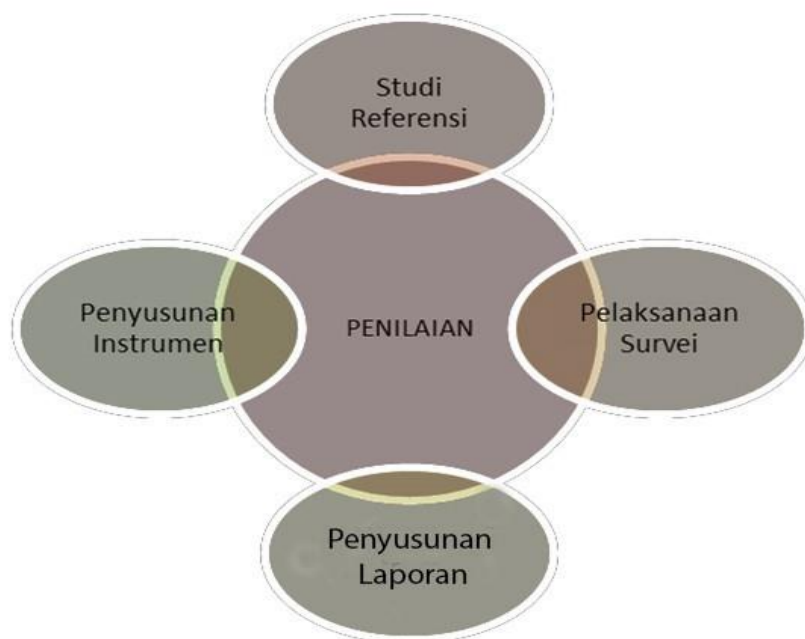 Studi
Referensi
Penyusunan
Instrumen
PENILAIAN
Pelaksanaan
Survei
Penyusunan
Laporan